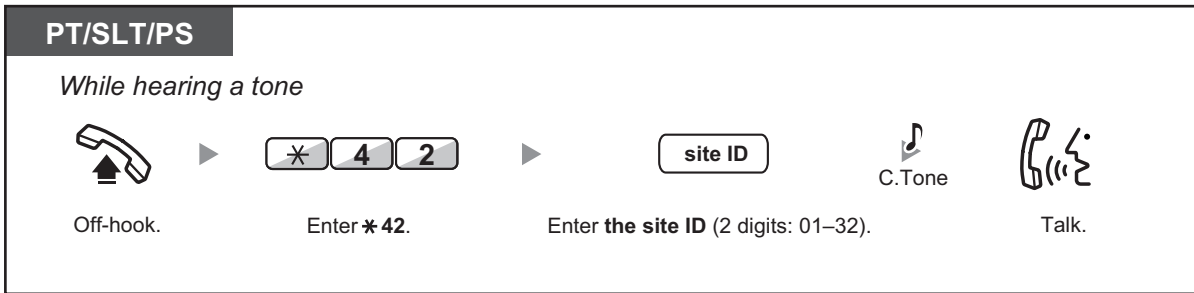 PT/SLT/PS
While hearing a tone
* 4 2
site ID
C.Tone
Off-hook.
Enter * 42.
Enter the site ID (2 digits: 01–32).
Talk.